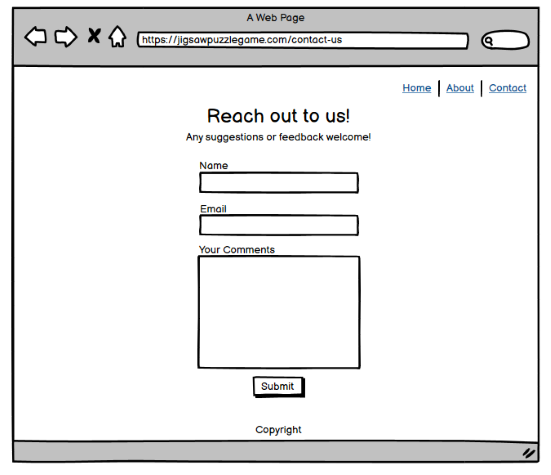 A Web Page
https://jigsawpuzzlegame.com/contact-us
Home About Contact
Reach out to us!
Any suggestions or feedback welcome!
Name
Email
Your Comments
Submit
Copyright